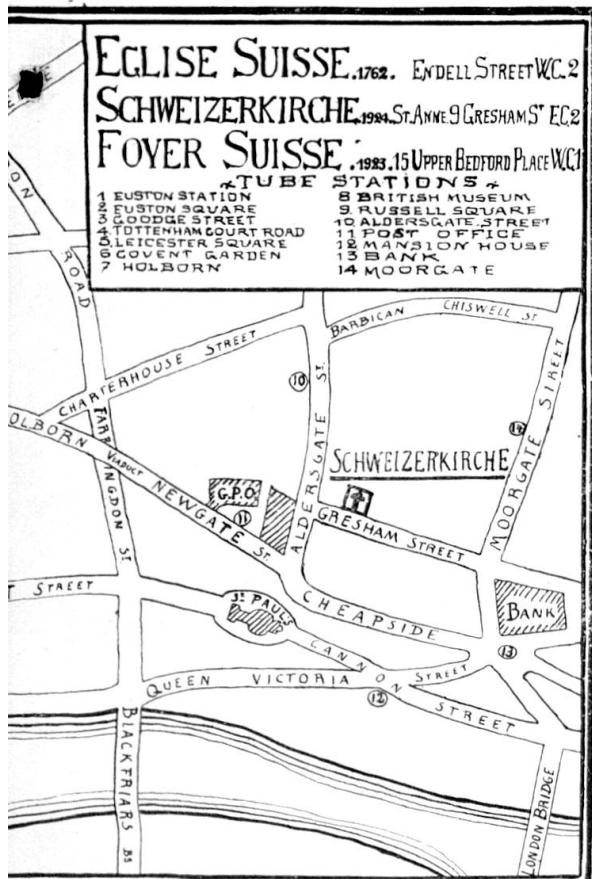 EGLISE SUISSE.1762. ENDELL STREET W.C.2
SCHWEIZERKIRCHE.1924. ST. ANNE 9 GRESHAM ST E.C.2
FOYER SUISSE .1923. 15 UPPER BEDFORD PLACE W.C.1
TUBE STATIONS
1 EUSTON STATION
2 EUSTON SQUARE
3 GOODGE STREET
4. TOTTENHAM COURT ROAD
5. LEICESTER SQUARE
6 COVENT GARDEN
7 HOLBORN
8 BRITISH MUSEUM
9. RUSSELL SQUARE
10 ALDERSGATE STREET
11 POST OFFICE
12 MANSION HOUSE
13 BANK
14 MOORGATE
ROAD
CHARTERHOUSE STREET
BARBICAN
CHISWELL ST
10
ALDERSGATE ST.
14
MOORGATE STREET
SCHWEIZERKIRCHE
HOLBORN
VIADUCT
FARRINGDON ST
NEWGATE ST.
G.P.O
11
GRESHAM STREET
T STREET
ST PAUL'S
CHEAPSIDE
BANK
13
CANNON STREET
QUEEN VICTORIA STREET
12
BLACKFRIARS BG
LONDON BRIDGE